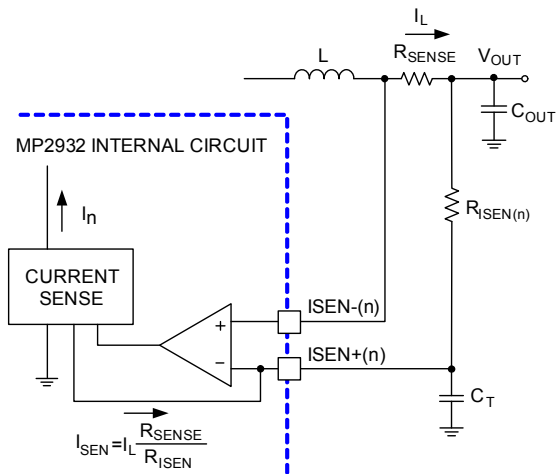 I_L
R_SENSE
L
V_OUT
C_OUT
MP2932 INTERNAL CIRCUIT
R_ISEN(n)
I_n
CURRENT
SENSE
ISEN-(n)
+
ISEN+(n)
−
C_T
I_SEN=I_L R_SENSE/R_ISEN